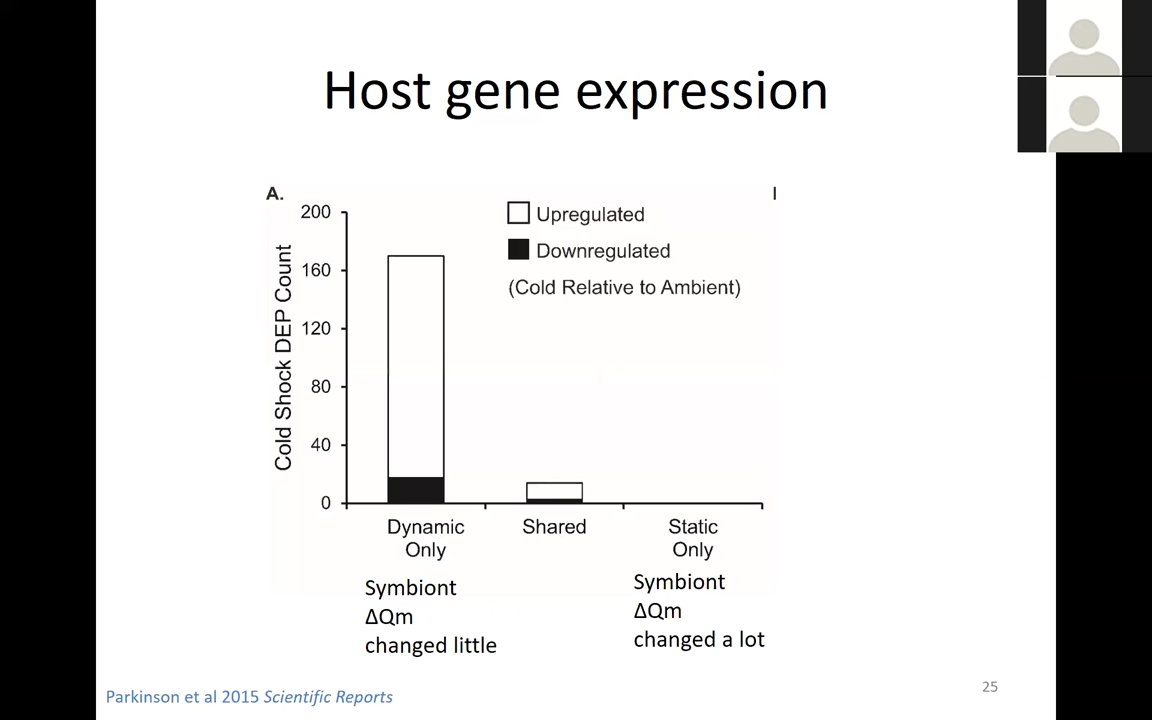 Host gene expression
A.
I
200
160
120
80
40
0
Cold Shock DEP Count
Upregulated
Downregulated
(Cold Relative to Ambient)
Dynamic
Only
Shared
Static
Only
Symbiont
ΔQm
changed little
Symbiont
ΔQm
changed a lot
Parkinson et al 2015 Scientific Reports
25